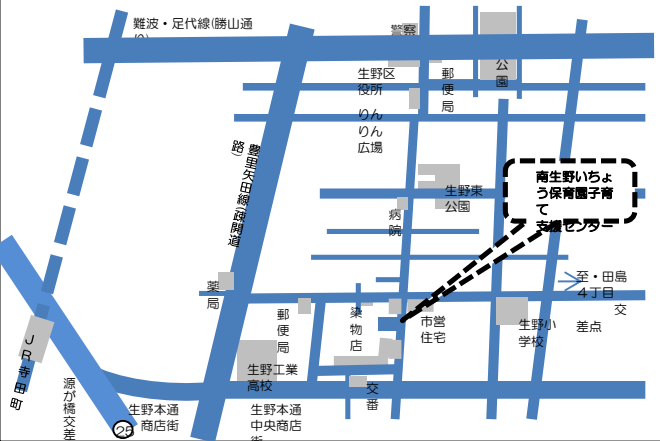 難波・足代線(勝山通
り)
警察
生野区
役所
郵便局
公園
りん
りん
広場
豊里矢田線(疎開道
路)
南生野いちょ
う保育園子育
て
支援センター
生野東
公園
病院
至・田島
4丁目
交
差点
薬局
郵便局
染物店
市営
住宅
生野小
学校
JR寺田町
生野工業
高校
源が橋交差
生野本通
商店街
25
生野本通
中央商店
街
交番